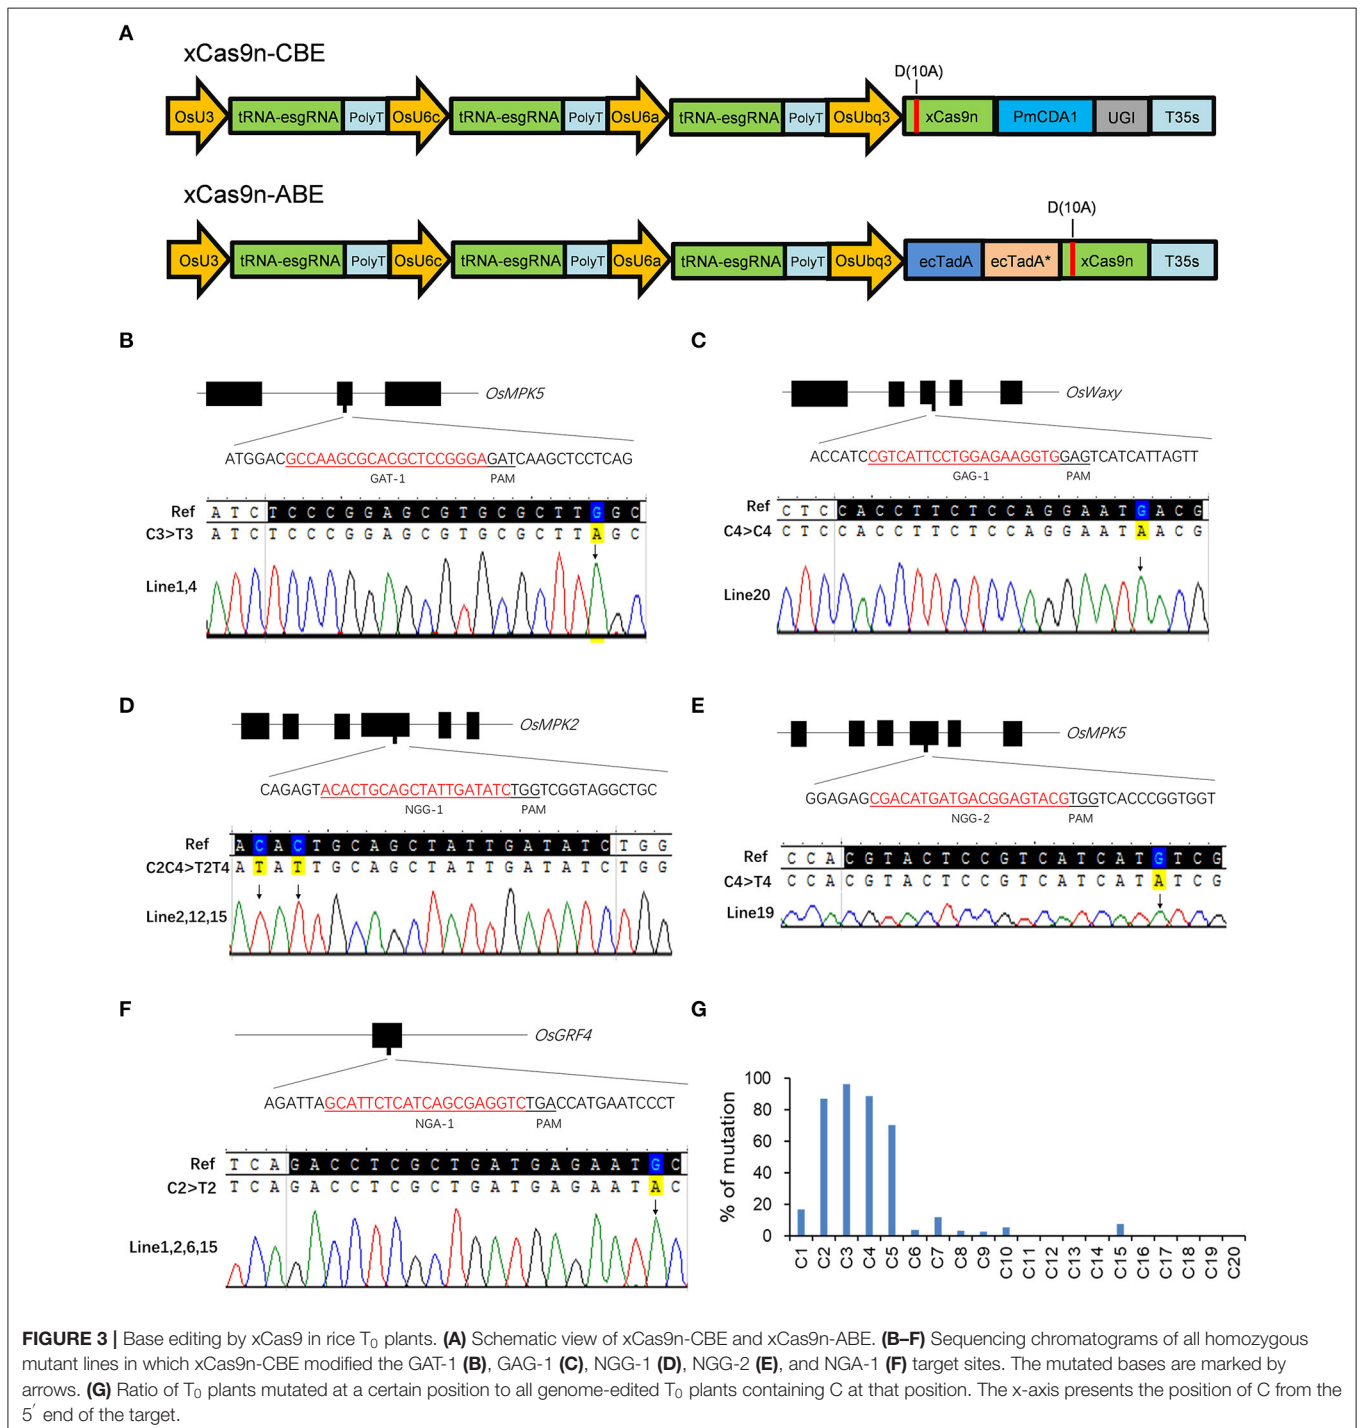 A
xCas9n-CBE
D(10A)
OsU3 tRNA-esgRNA PolyT OsU6c tRNA-esgRNA PolyT OsU6a tRNA-esgRNA PolyT OsUbq3 xCas9n PmCDA1 UGI T35s
xCas9n-ABE
D(10A)
OsU3 tRNA-esgRNA PolyT OsU6c tRNA-esgRNA PolyT OsU6a tRNA-esgRNA PolyT OsUbq3 ecTadA ecTadA* xCas9n T35s
B
OsMPK5
ATGGACGCCAAGCGCACGCTCCGGGAGATCAAGCTCCTCAG
GAT-1 PAM
Ref A T C T C C C G G A G C G T G C G C T T G G C
C3>T3 A T C T C C C G G A G C G T G C G C T T A G C
Line1,4
C
OsWaxy
ACCATCCGTCATTCCTGGAGAAGGTGGAGTCATCATTAGTT
GAG-1 PAM
Ref C T C C A C C T T C T C C A G G A A T G A C G
C4>C4 C T C C A C C T T C T C C A G G A A T A A C G
Line20
D
OsMPK2
CAGAGTACACTGCAGCTATTGATATCTGGTCGGTAGGCTGC
NGG-1 PAM
Ref A C A C T G C A G C T A T T G A T A T C T G G
C2C4>T2T4 A T A T T G C A G C T A T T G A T A T C T G G
Line2,12,15
E
OsMPK5
GGAGAGCGACATGATGACGGAGTACGTGGTCACCCGGTGGT
NGG-2 PAM
Ref C C A C G T A C T C C G T C A T C A T G T C G
C4>T4 C C A C G T A C T C C G T C A T C A T A T C G
Line19
F
OsGRF4
AGATTAGCATTCTCATCAGCGAGGTCTGACCATGAATCCCT
NGA-1 PAM
Ref T C A G A C C T C G C T G A T G A G A A T G C
C2>T2 T C A G A C C T C G C T G A T G A G A A T A C
Line1,2,6,15
G
% of mutation
100
80
60
40
20
0
C1 C2 C3 C4 C5 C6 C7 C8 C9 C10 C11 C12 C13 C14 C15 C16 C17 C18 C19 C20
FIGURE 3 | Base editing by xCas9 in rice T0 plants. (A) Schematic view of xCas9n-CBE and xCas9n-ABE. (B–F) Sequencing chromatograms of all homozygous
mutant lines in which xCas9n-CBE modified the GAT-1 (B), GAG-1 (C), NGG-1 (D), NGG-2 (E), and NGA-1 (F) target sites. The mutated bases are marked by
arrows. (G) Ratio of T0 plants mutated at a certain position to all genome-edited T0 plants containing C at that position. The x-axis presents the position of C from the
5′ end of the target.